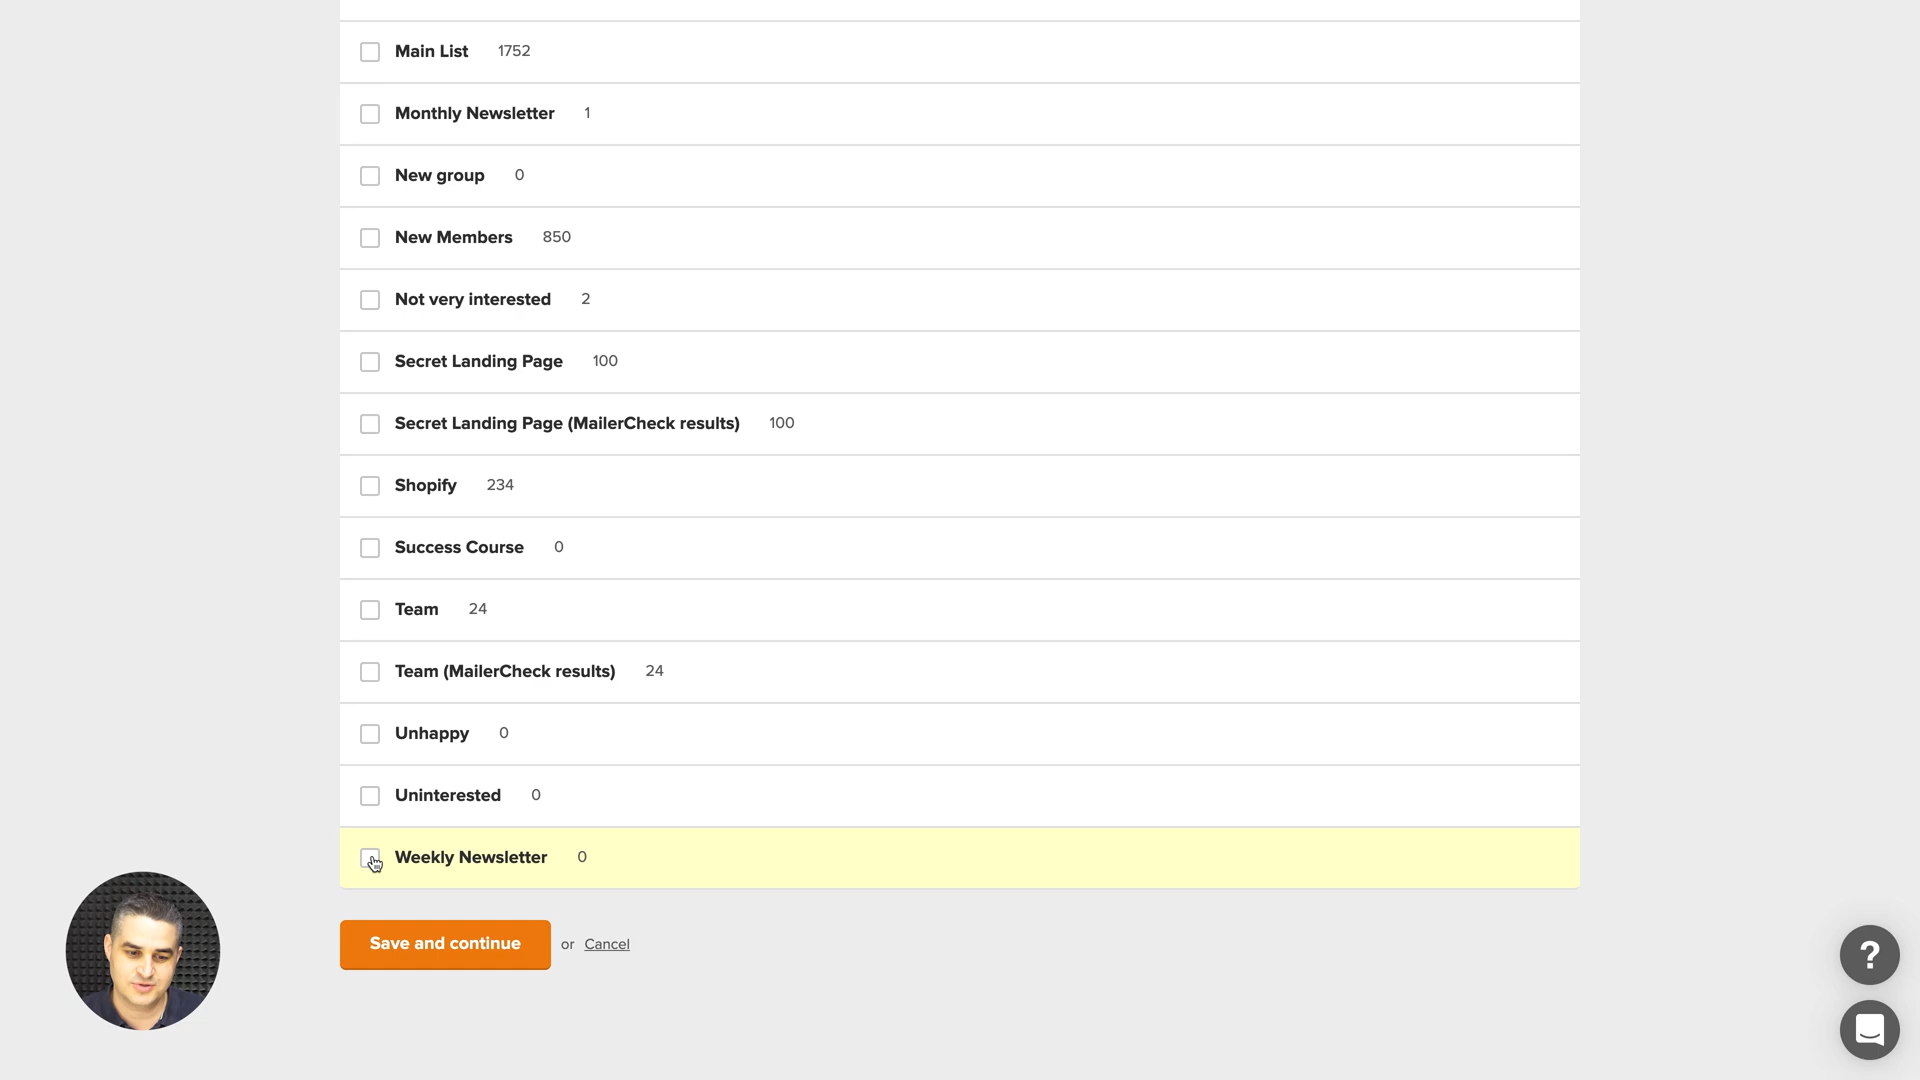 Main List 1752
Monthly Newsletter 1
New group 0
New Members 850
Not very interested 2
Secret Landing Page 100
Secret Landing Page (MailerCheck results) 100
Shopify 234
Success Course 0
Team 24
Team (MailerCheck results) 24
Unhappy 0
Uninterested 0
Weekly Newsletter 0
Save and continue or Cancel
?